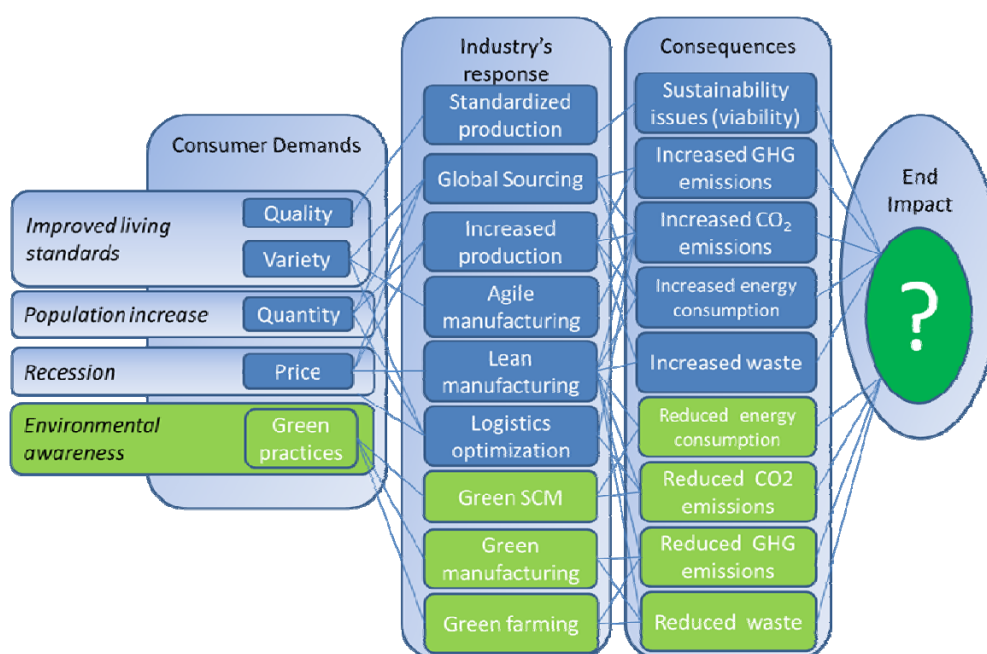 Consumer Demands
Improved living
standards
Quality
Variety
Population increase
Quantity
Recession
Price
Environmental
awareness
Green
practices
Industry's
response
Standardized
production
Global Sourcing
Increased
production
Agile
manufacturing
Lean
manufacturing
Logistics
optimization
Green SCM
Green
manufacturing
Green farming
Consequences
Sustainability
issues (viability)
Increased GHG
emissions
Increased CO₂
emissions
Increased energy
consumption
Increased waste
Reduced energy
consumption
Reduced CO2
emissions
Reduced GHG
emissions
Reduced waste
End
Impact
?